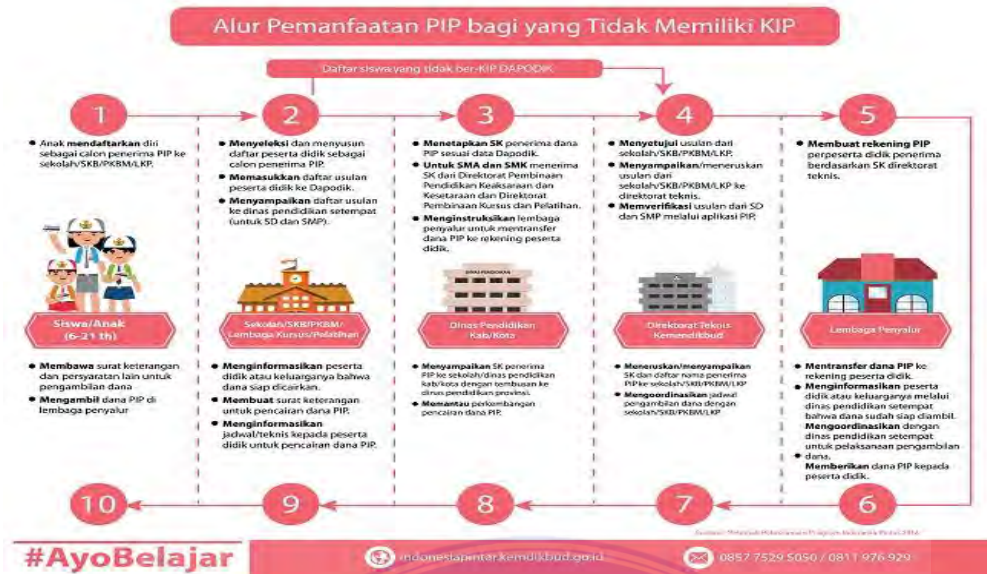 Alur Pemanfaatan PIP bagi yang Tidak Memiliki KIP
Daftar siswa yang tidak ber-KIP DAPODIK
1
2
3
4
5
Anak mendaftarkan diri
sebagai calon penerima PIP ke
sekolah/SKB/PKBM/LKP.
Menyeleksi dan menyusun
daftar peserta didik sebagai
calon penerima PIP.
Memasukkan daftar usulan
peserta didik ke Dapodik.
Menyampaikan daftar usulan
ke dinas pendidikan setempat
(untuk SD dan SMP).
Menetapkan SK penerima dana
PIP sesuai data Dapodik.
Untuk SMA dan SMK menerima
SK dari Direktorat Pembinaan
Pendidikan Keaksaraan dan
Kesetaraan dan Direktorat
Pembinaan Kursus dan Pelatihan.
Menginstruksikan lembaga
penyalur untuk mentransfer
dana PIP ke rekening peserta
didik.
Menyetujui usulan dari
sekolah/SKB/PKBM/LKP.
Menyampaikan/meneruskan
usulan dari
sekolah/SKB/PKBM/LKP ke
direktorat teknis.
Memverifikasi usulan dari SD
dan SMP melalui aplikasi PIP.
Membuat rekening PIP
perpeserta didik penerima
berdasarkan SK direktorat
teknis.
DINAS PENDIDIKAN
Siswa/Anak
(6-21 th)
Sekolah/SKB/PKBM/
Lembaga Kursus/Pelatihan
Dinas Pendidikan
Kab/Kota
Direktorat Teknis
Kemendikbud
Lembaga Penyalur
Membawa surat keterangan
dan persyaratan lain untuk
pengambilan dana
Mengambil dana PIP di
lembaga penyalur
Menginformasikan peserta
didik atau keluarganya bahwa
dana siap dicairkan.
Membuat surat keterangan
untuk pencairan dana PIP.
Menginformasikan
jadwal/teknis kepada peserta
didik untuk pencairan dana PIP.
Menyampaikan SK penerima
PIP ke sekolah/dinas pendidikan
kab/kota dengan tembusan ke
dinas pendidikan provinsi.
Memantau perkembangan
pencairan dana PIP.
Meneruskan/menyampaikan
SK dan daftar nama penerima
PIP ke sekolah/SKB/PKBM/LKP
Mengoordinasikan jadwal
pengambilan dana dengan
sekolah/SKB/PKBM/LKP
Mentransfer dana PIP ke
rekening peserta didik.
Menginformasikan peserta
didik atau keluarganya melalui
dinas pendidikan setempat
bahwa dana sudah siap diambil.
Mengoordinasikan dengan
dinas pendidikan setempat
untuk pelaksanaan pengambilan
dana.
Memberikan dana PIP kepada
peserta didik.
10
9
8
7
6
#AyoBelajar
indonesiapintar.kemdikbud.go.id
0857 7529 5050 / 0811 976 929